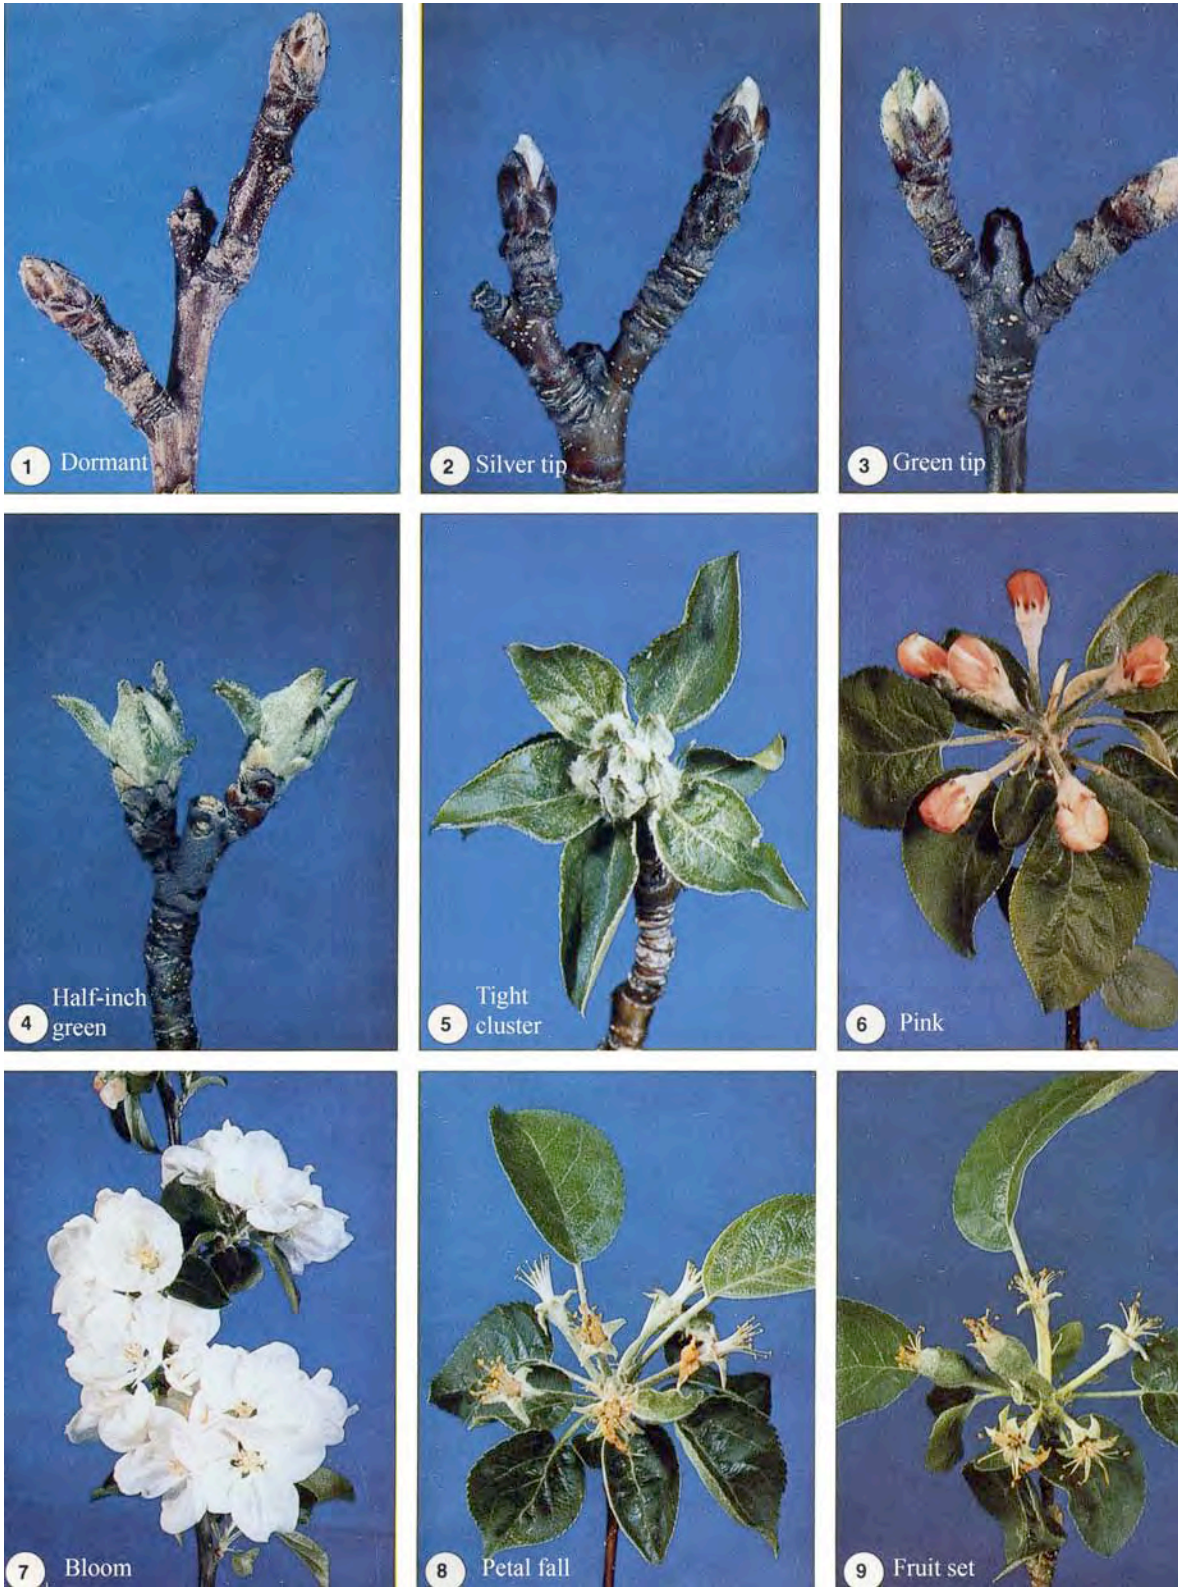 1 Dormant
2 Silver tip
3 Green tip
4 Half-inch
green
5 Tight
cluster
6 Pink
7 Bloom
8 Petal fall
9 Fruit set